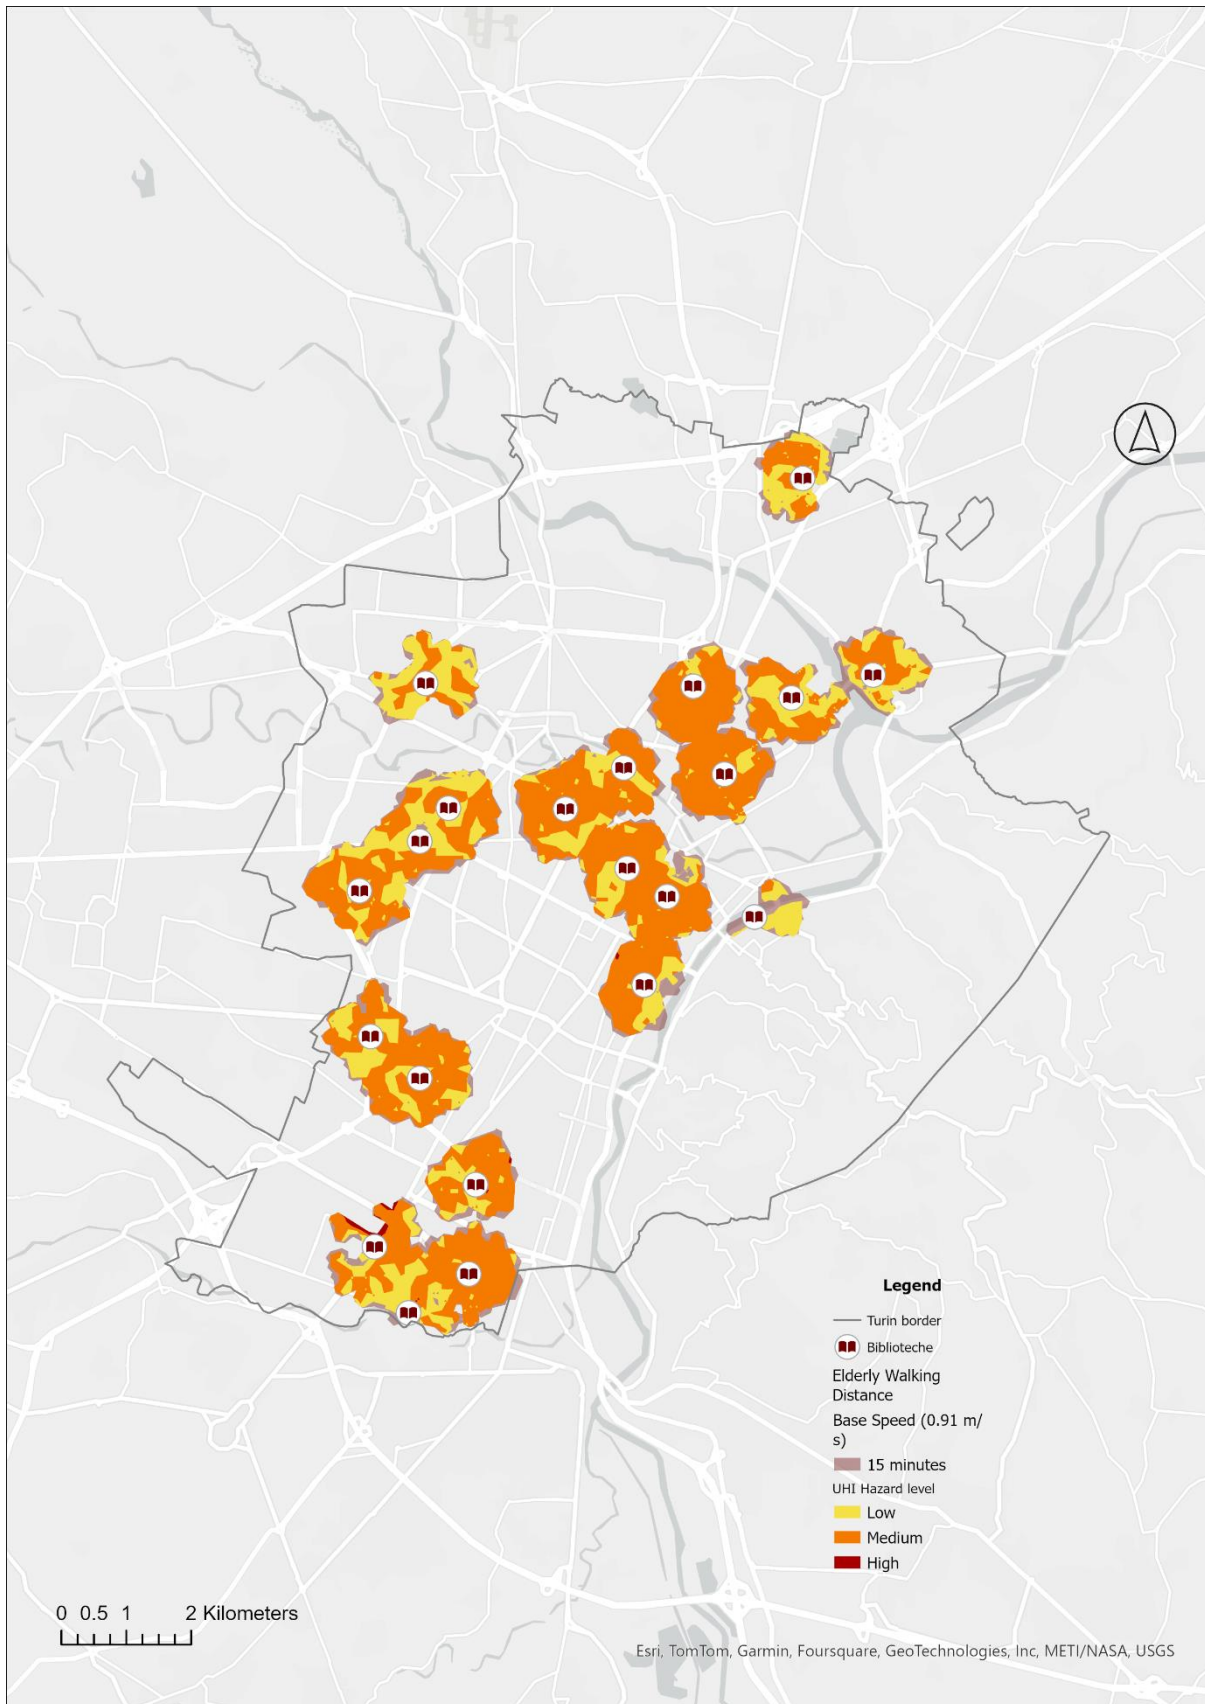 Legend
Turin border
Biblioteche
Elderly Walking
Distance
Base Speed (0.91 m/
s)
15 minutes
UHI Hazard level
Low
Medium
High
0 0.5 1 2 Kilometers
Esri, TomTom, Garmin, Foursquare, GeoTechnologies, Inc, METI/NASA, USGS